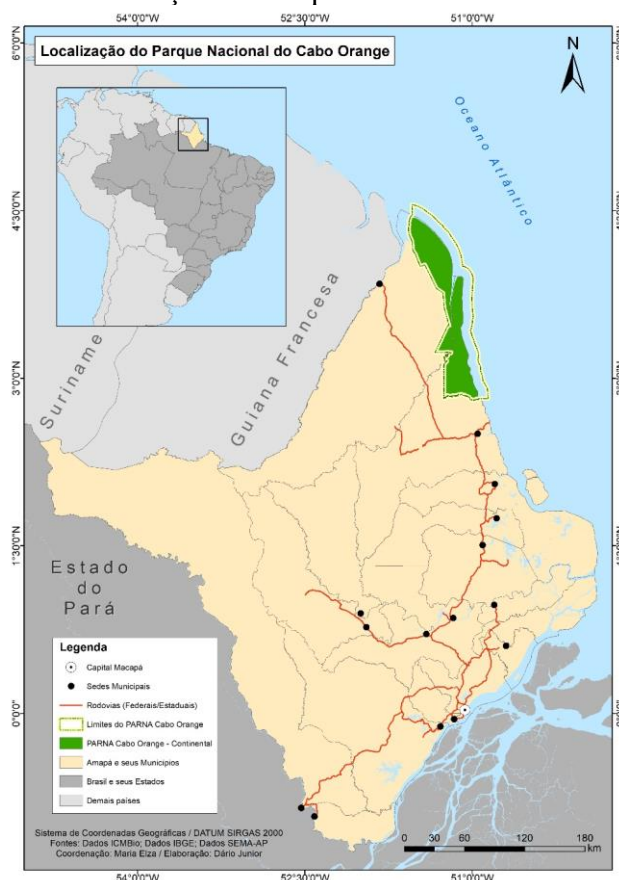 54°0'0"W 52°30'0"W 51°0'0"W
Localização do Parque Nacional do Cabo Orange
N
Oceano Atlântico
6°0'0"N
4°30'0"N
3°0'0"N
1°30'0"N
0°0'0"
Suriname
Guiana Francesa
Estado
do
Pará
Legenda
Capital Macapá
Sedes Municipais
Rodovias (Federais/Estaduais)
Limites do PARNA Cabo Orange
PARNA Cabo Orange - Continental
Amapá e seus Municípios
Brasil e seus Estados
Demais países
Sistema de Coordenadas Geográficas / DATUM SIRGAS 2000
Fontes: Dados ICMBio; Dados IBGE; Dados SEMA-AP
Coordenação: Maria Elza / Elaboração: Dário Junior
0 30 60 120 180
km
54°0'0"W 52°30'0"W 51°0'0"W